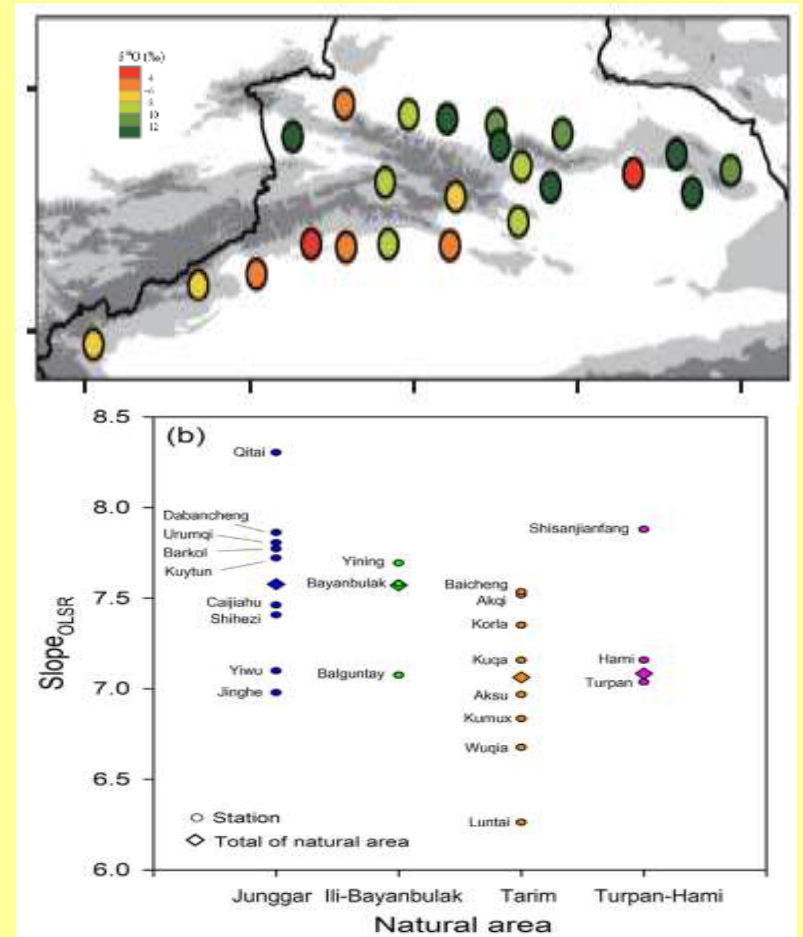 δ¹⁸O (‰)
4
-6
8
10
12
8.5
(b)
Qitai
8.0
Dabancheng
Shisanjianfang
Urumqi
Barkol
Yining
Kuytun
Bayanbulak
Baicheng
7.5
Akqi
Caijiahu
Korla
Shihezi
Kuqa
Hami
Yiwu
Balguntay
Turpan
7.0
Jinghe
Aksu
Kumux
Wuqia
6.5
Station
Luntai
Total of natural area
6.0
Slope OLSR
Junggar Ili-Bayanbulak Tarim Turpan-Hami
Natural area